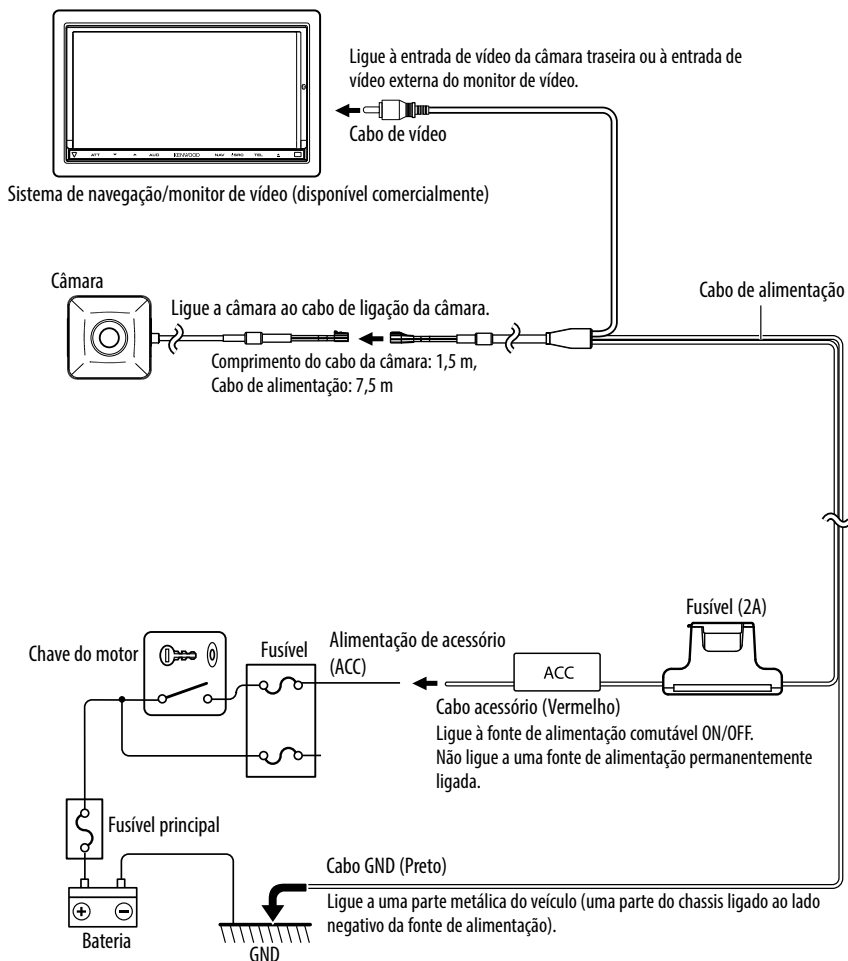 Ligue à entrada de vídeo da câmara traseira ou à entrada de
vídeo externa do monitor de vídeo.
Cabo de vídeo
ATT
AUD
KENWOOD
NAV
SRC
TEL
Sistema de navegação/monitor de vídeo (disponível comercialmente)
Câmara
Ligue a câmara ao cabo de ligação da câmara.
Cabo de alimentação
Comprimento do cabo da câmara: 1,5 m,
Cabo de alimentação: 7,5 m
Fusível (2A)
Chave do motor
Fusível
Alimentação de acessório
(ACC)
ACC
Cabo acessório (Vermelho)
Ligue à fonte de alimentação comutável ON/OFF.
Não ligue a uma fonte de alimentação permanentemente
ligada.
Fusível principal
Cabo GND (Preto)
Ligue a uma parte metálica do veículo (uma parte do chassis ligado ao lado
negativo da fonte de alimentação).
Bateria
GND